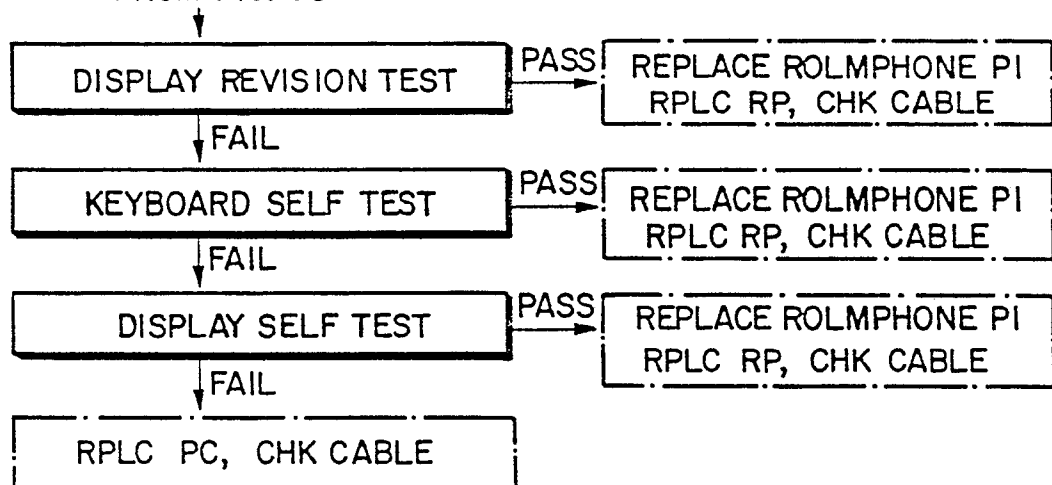 DISPLAY REVISION TEST
PASS
REPLACE ROLMPHONE PI
RPLC RP, CHK CABLE
FAIL
KEYBOARD SELF TEST
PASS
REPLACE ROLMPHONE PI
RPLC RP, CHK CABLE
FAIL
DISPLAY SELF TEST
PASS
REPLACE ROLMPHONE PI
RPLC RP, CHK CABLE
FAIL
RPLC PC, CHK CABLE